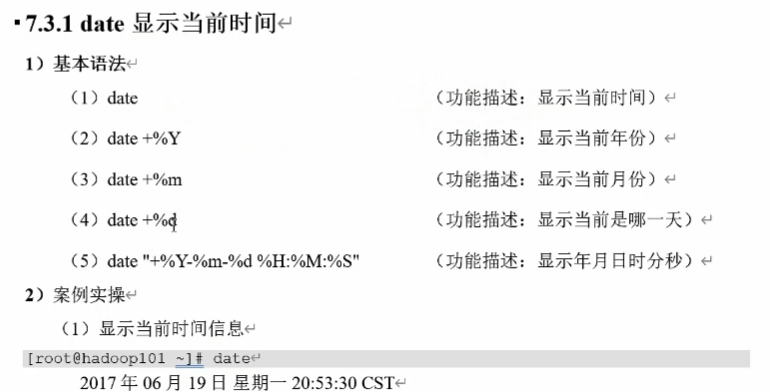 ▪7.3.1 date 显示当前时间↵
1）基本语法↵
（1）date （功能描述：显示当前时间）↵
（2）date +%Y （功能描述：显示当前年份）↵
（3）date +%m （功能描述：显示当前月份）↵
（4）date +%d （功能描述：显示当前是哪一天）↵
（5）date "+%Y-%m-%d %H:%M:%S" （功能描述：显示年月日时分秒）↵
2）案例实操↵
（1）显示当前时间信息↵
[root@hadoop101 ~]# date↵
2017 年 06 月 19 日 星期一 20:53:30 CST↵